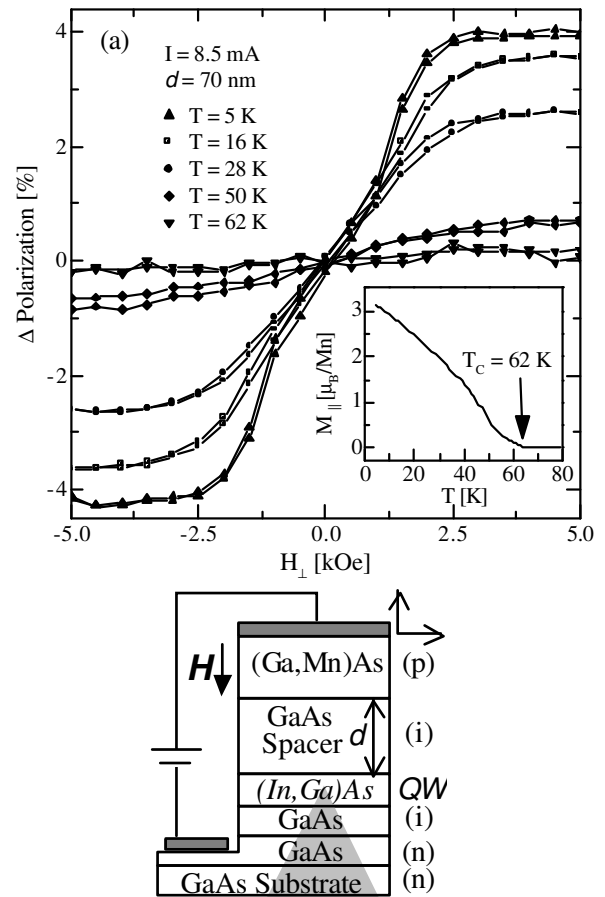 (a)
I = 8.5 mA
d = 70 nm
T = 5 K
T = 16 K
T = 28 K
T = 50 K
T = 62 K
Δ Polarization [%]
4
2
0
-2
-4
-5.0
-2.5
0.0
2.5
5.0
H⊥ [kOe]
M∥ [μB/Mn]
3
2
1
0
TC = 62 K
0
20
40
60
80
T [K]
H
(Ga,Mn)As (p)
GaAs
Spacer d (i)
(In,Ga)As QW
GaAs (i)
GaAs (n)
GaAs Substrate (n)